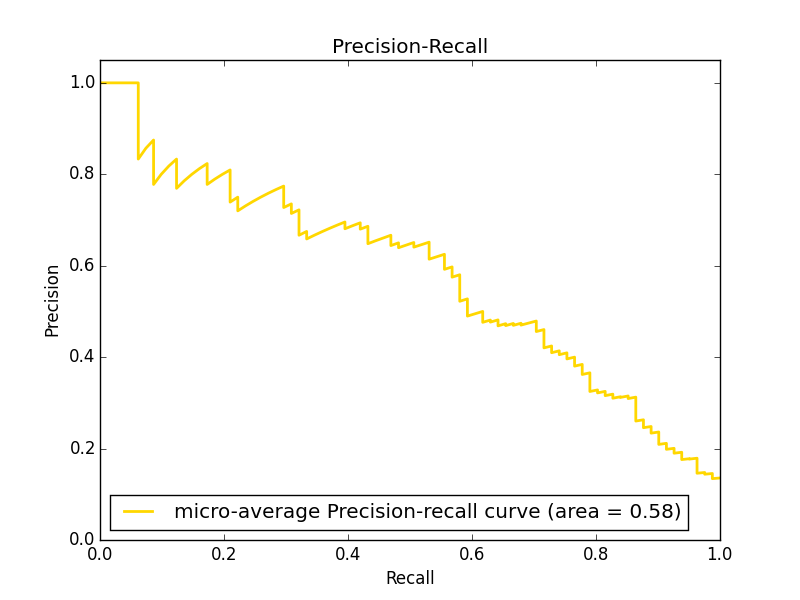 Precision-Recall
1.0
0.8
0.6
0.4
0.2
0.0
Precision
micro-average Precision-recall curve (area = 0.58)
0.0 0.2 0.4 0.6 0.8 1.0
Recall